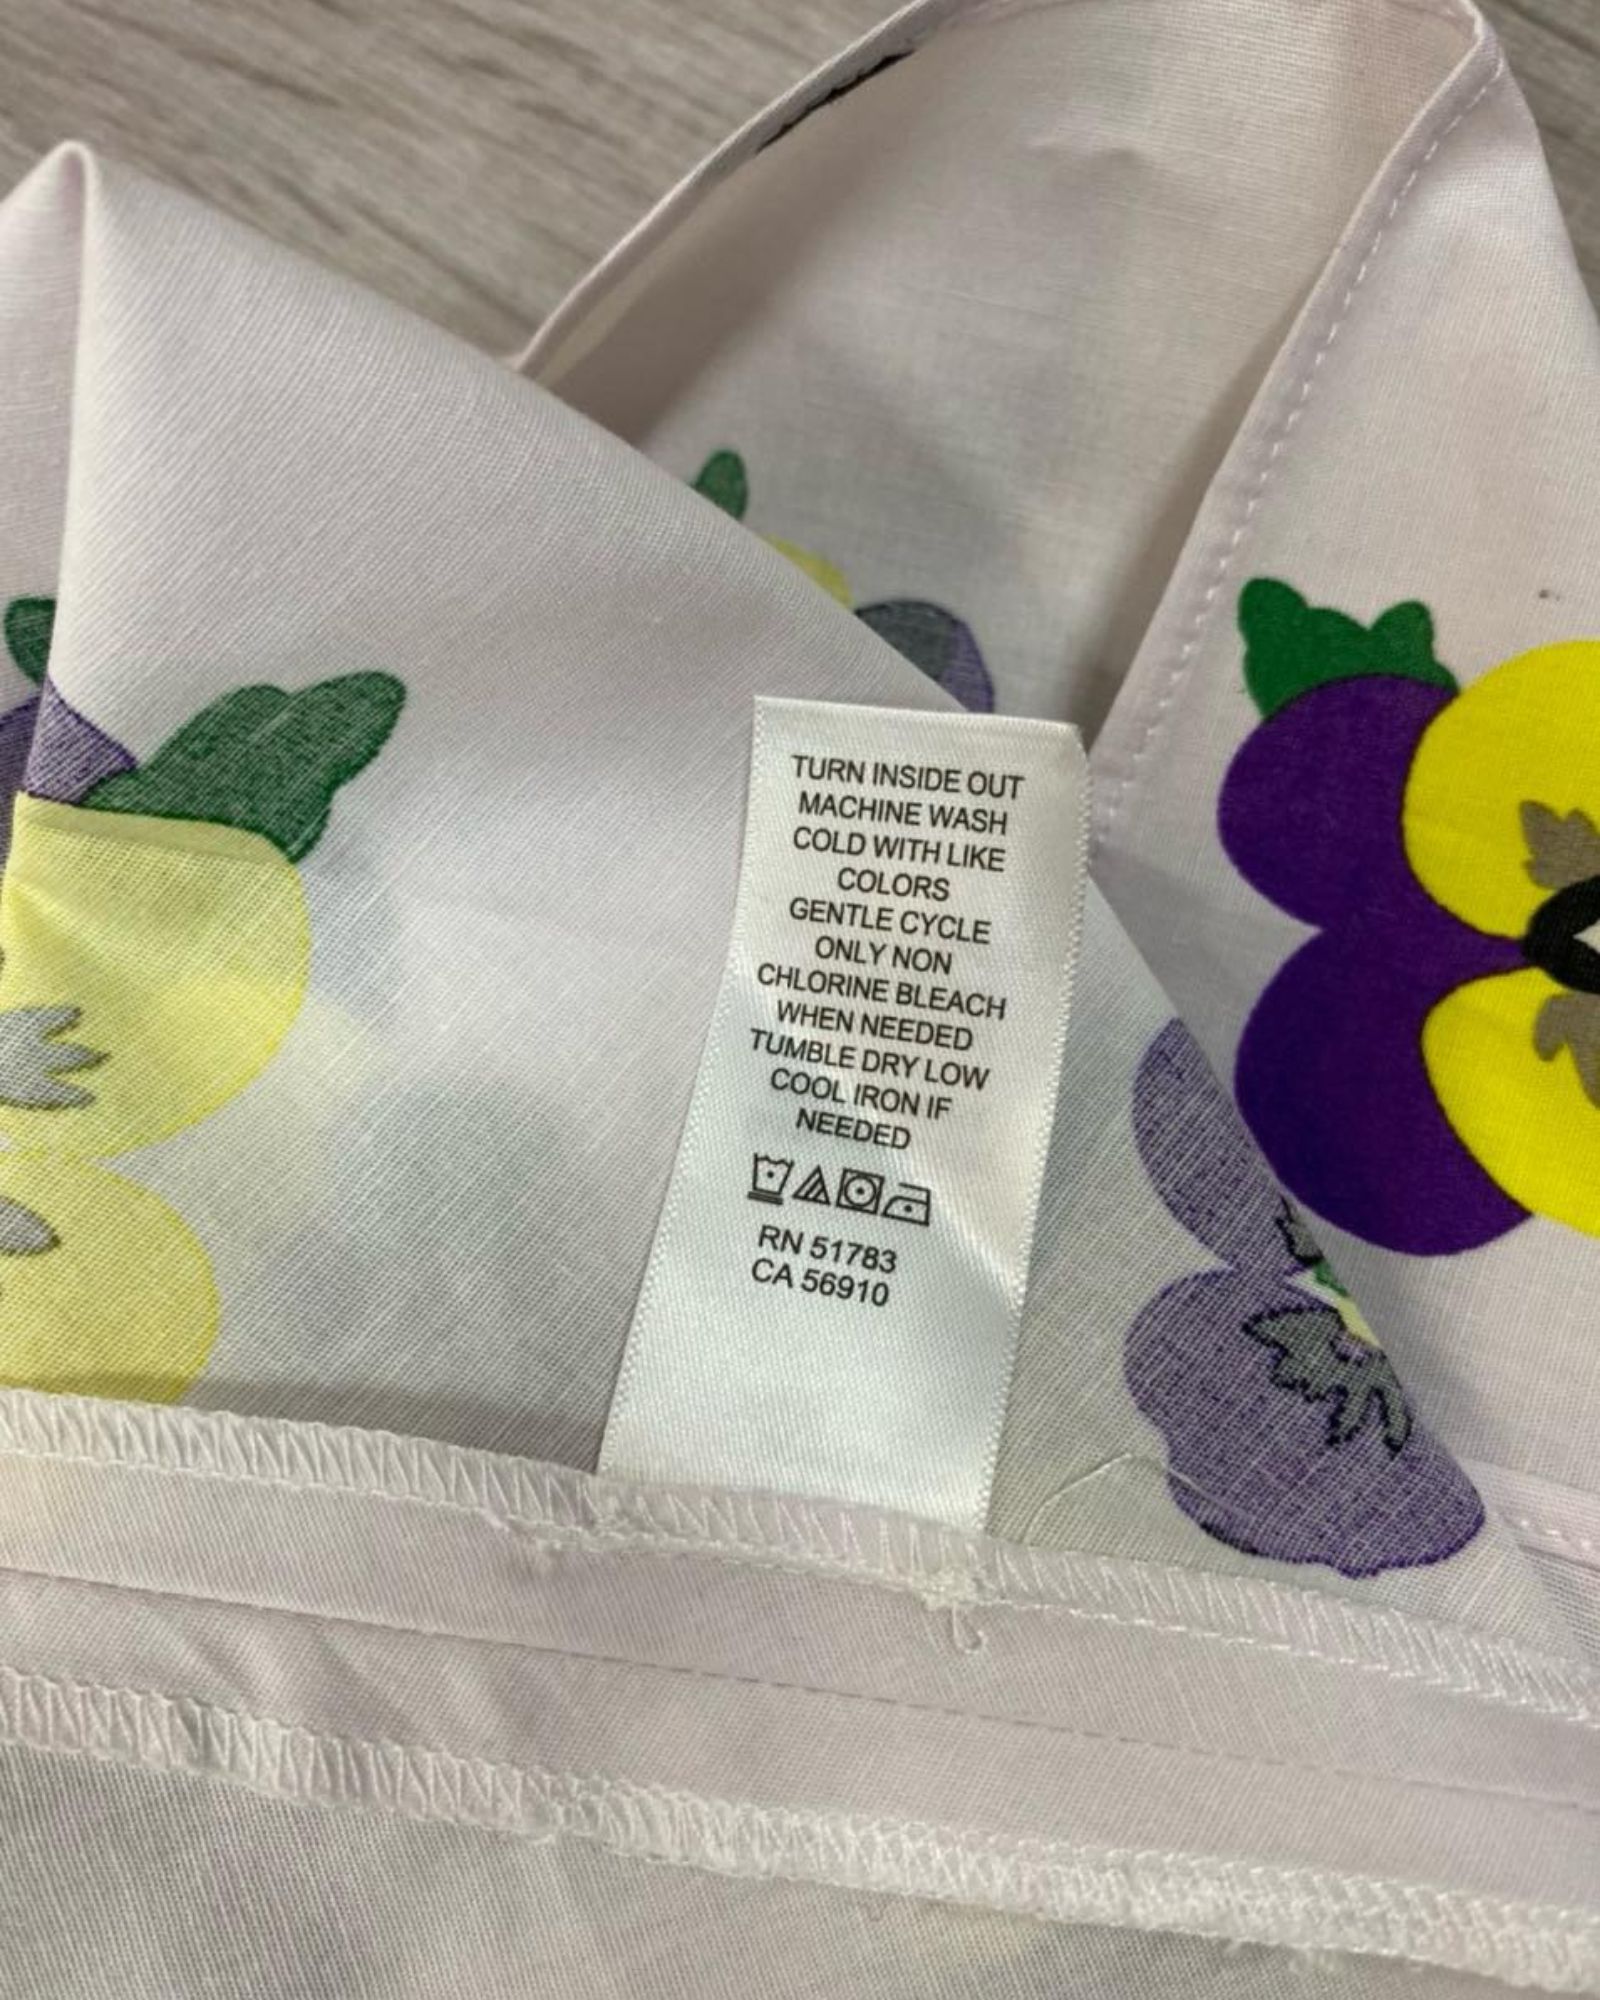 TURN INSIDE OUT
MACHINE WASH
COLD WITH LIKE
COLORS
GENTLE CYCLE
ONLY NON
CHLORINE BLEACH
WHEN NEEDED
TUMBLE DRY LOW
COOL IRON IF
NEEDED
RN 51783
CA 56910